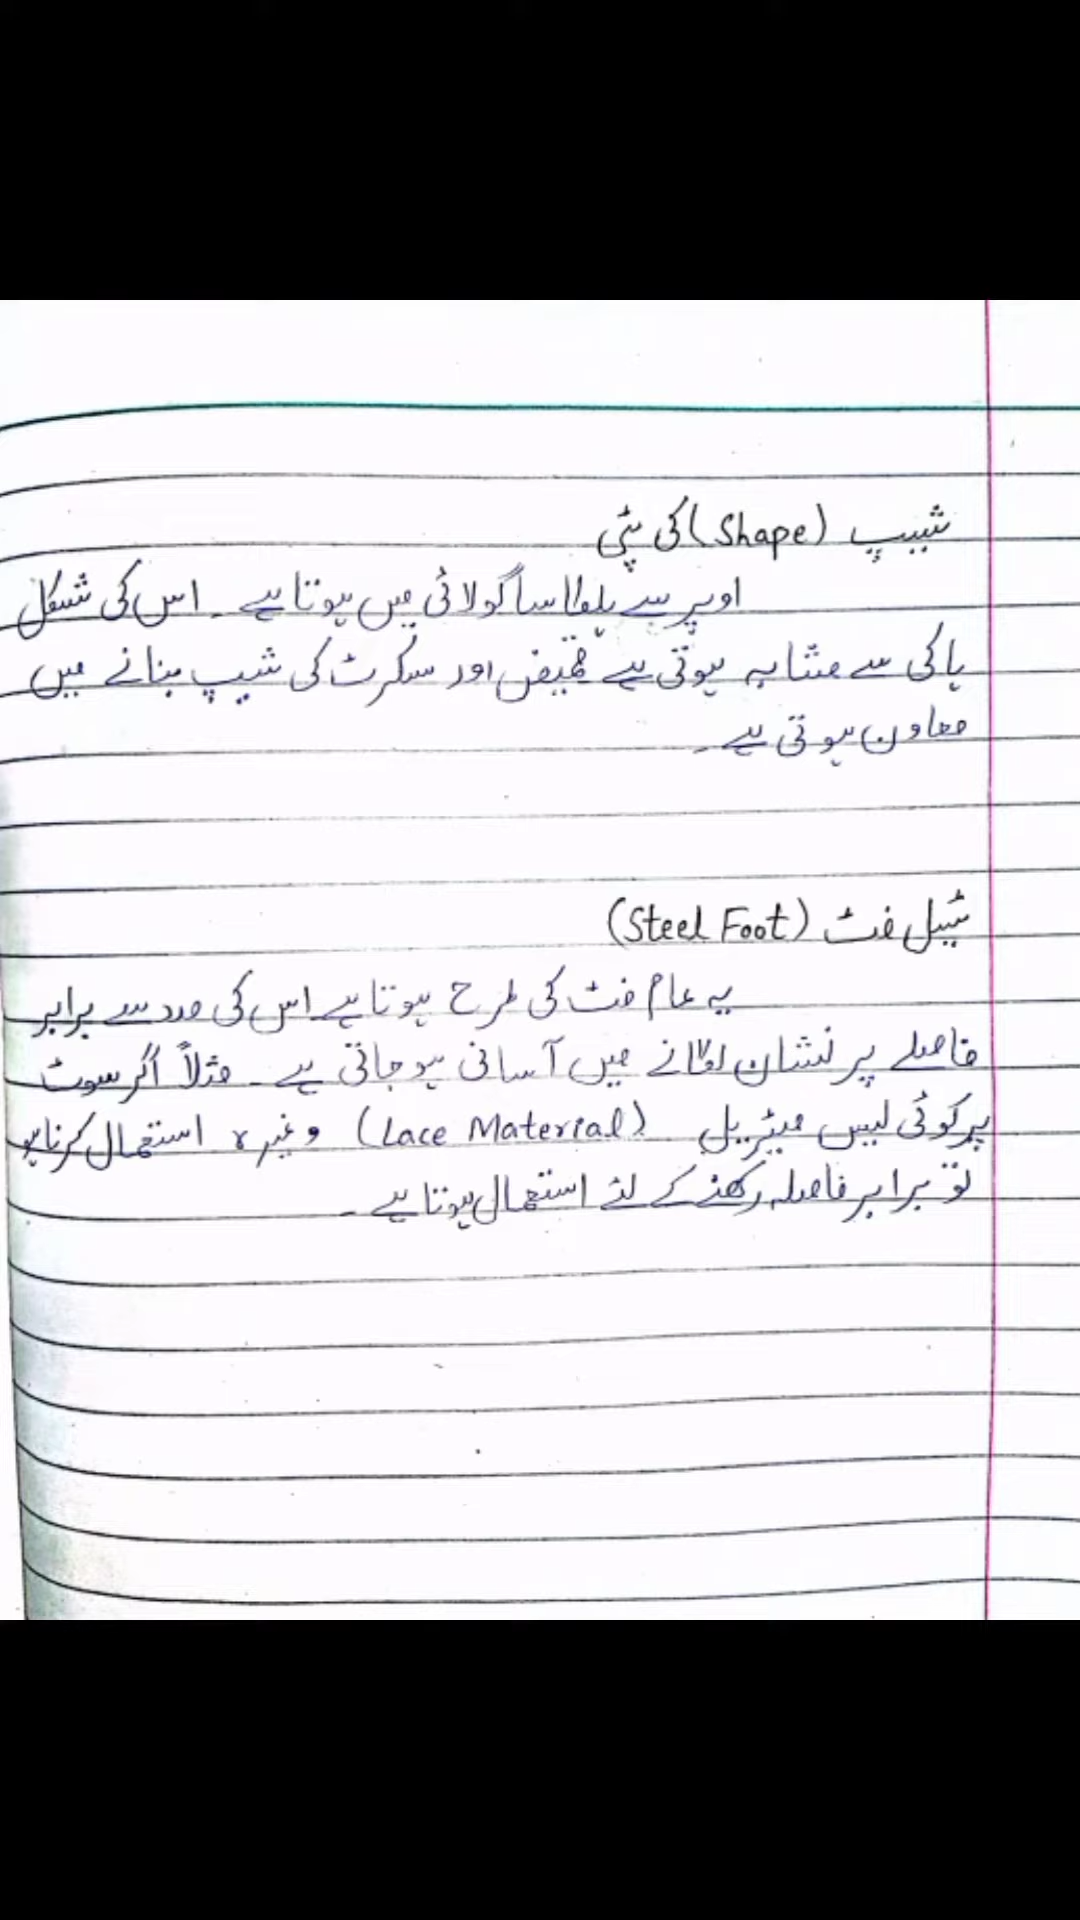 شیپ (Shape) کی پٹی
اوپر سے ہلکا سا گولائی میں ہوتا ہے۔ اس کی شکل
ہاکی سے مشابہ ہوتی ہے قمیض اور سکرٹ کی شیپ بنانے میں
معاون ہوتی ہے۔
سٹیل فٹ (Steel Foot)
یہ عام فٹ کی طرح ہوتا ہے اس کی مدد سے برابر
فاصلے پر نشان لگانے میں آسانی ہو جاتی ہے۔ مثلاً اگر سوٹ
پر کوئی لیس میٹریل (Lace Material) وغیرہ استعمال کرنا ہو
تو برابر فاصلہ رکھنے کے لئے استعمال ہوتا ہے۔